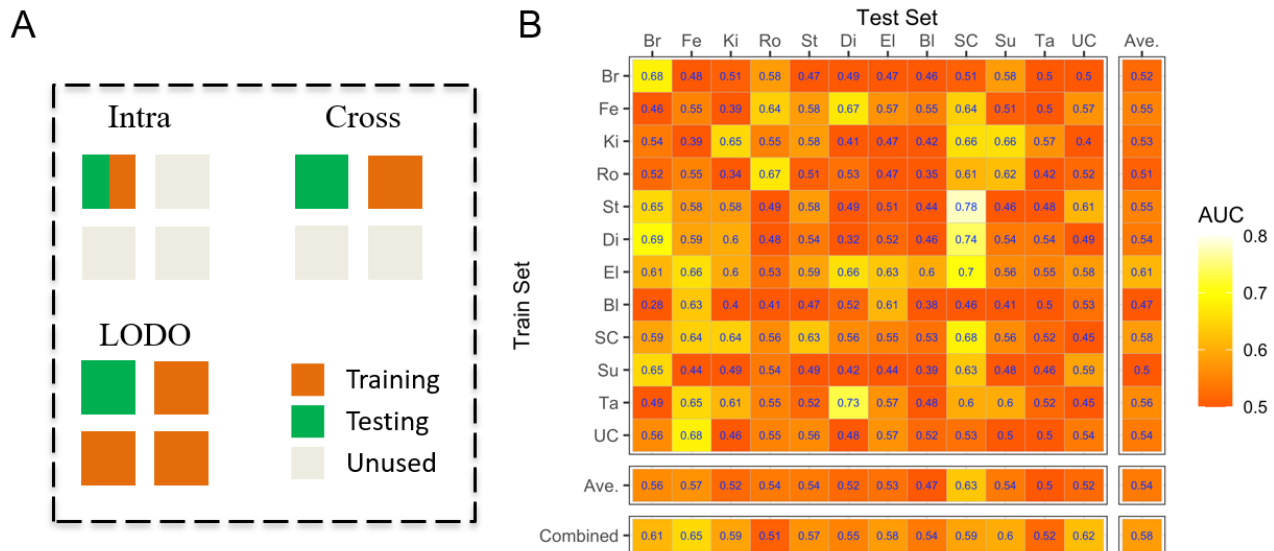 A
Intra Cross
LODO
Training
Testing
Unused
B
Test Set
Br Fe Ki Ro St Di El Bl SC Su Ta UC Ave.
Train Set
Br 0.68 0.48 0.51 0.58 0.47 0.49 0.47 0.46 0.51 0.58 0.5 0.5 0.52
Fe 0.46 0.55 0.39 0.64 0.58 0.67 0.57 0.55 0.64 0.51 0.5 0.57 0.55
Ki 0.54 0.39 0.65 0.55 0.58 0.41 0.47 0.42 0.66 0.66 0.57 0.4 0.53
Ro 0.52 0.55 0.34 0.67 0.51 0.53 0.47 0.35 0.61 0.62 0.42 0.52 0.51
St 0.65 0.58 0.58 0.49 0.58 0.49 0.51 0.44 0.78 0.46 0.48 0.61 0.55
Di 0.69 0.59 0.6 0.48 0.54 0.32 0.52 0.46 0.74 0.54 0.54 0.49 0.54
El 0.61 0.66 0.6 0.53 0.59 0.66 0.63 0.6 0.7 0.56 0.55 0.58 0.61
Bl 0.28 0.63 0.4 0.41 0.47 0.52 0.61 0.38 0.46 0.41 0.5 0.53 0.47
SC 0.59 0.64 0.64 0.56 0.63 0.56 0.55 0.53 0.68 0.56 0.52 0.45 0.58
Su 0.65 0.44 0.49 0.54 0.49 0.42 0.44 0.39 0.63 0.48 0.46 0.59 0.5
Ta 0.49 0.65 0.61 0.55 0.52 0.73 0.57 0.48 0.6 0.6 0.52 0.45 0.56
UC 0.56 0.68 0.46 0.55 0.56 0.48 0.57 0.52 0.53 0.5 0.5 0.54 0.54
Ave. 0.56 0.57 0.52 0.54 0.54 0.52 0.53 0.47 0.63 0.54 0.5 0.52 0.54
Combined 0.61 0.65 0.59 0.51 0.57 0.55 0.58 0.54 0.59 0.6 0.52 0.62 0.58
AUC
0.8
0.7
0.6
0.5